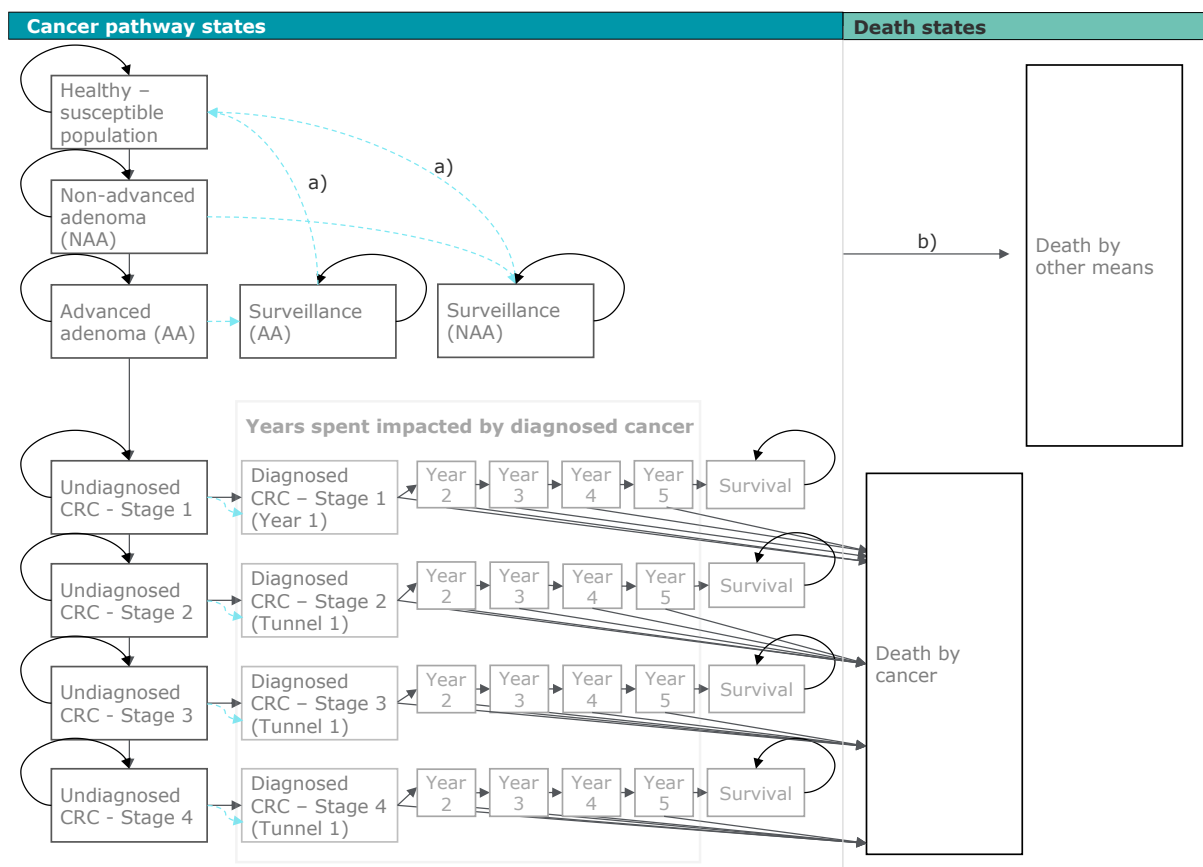 Cancer pathway states
Death states
Healthy –
susceptible
population
a)
a)
Non-advanced
adenoma
(NAA)
b)
Death by
other means
Advanced
adenoma (AA)
Surveillance
(AA)
Surveillance
(NAA)
Years spent impacted by diagnosed cancer
Undiagnosed
CRC - Stage 1
Diagnosed
CRC – Stage 1
(Year 1)
Year
2
Year
3
Year
4
Year
5
Survival
Undiagnosed
CRC - Stage 2
Diagnosed
CRC – Stage 2
(Tunnel 1)
Year
2
Year
3
Year
4
Year
5
Survival
Death by
cancer
Undiagnosed
CRC - Stage 3
Diagnosed
CRC – Stage 3
(Tunnel 1)
Year
2
Year
3
Year
4
Year
5
Survival
Undiagnosed
CRC - Stage 4
Diagnosed
CRC – Stage 4
(Tunnel 1)
Year
2
Year
3
Year
4
Year
5
Survival